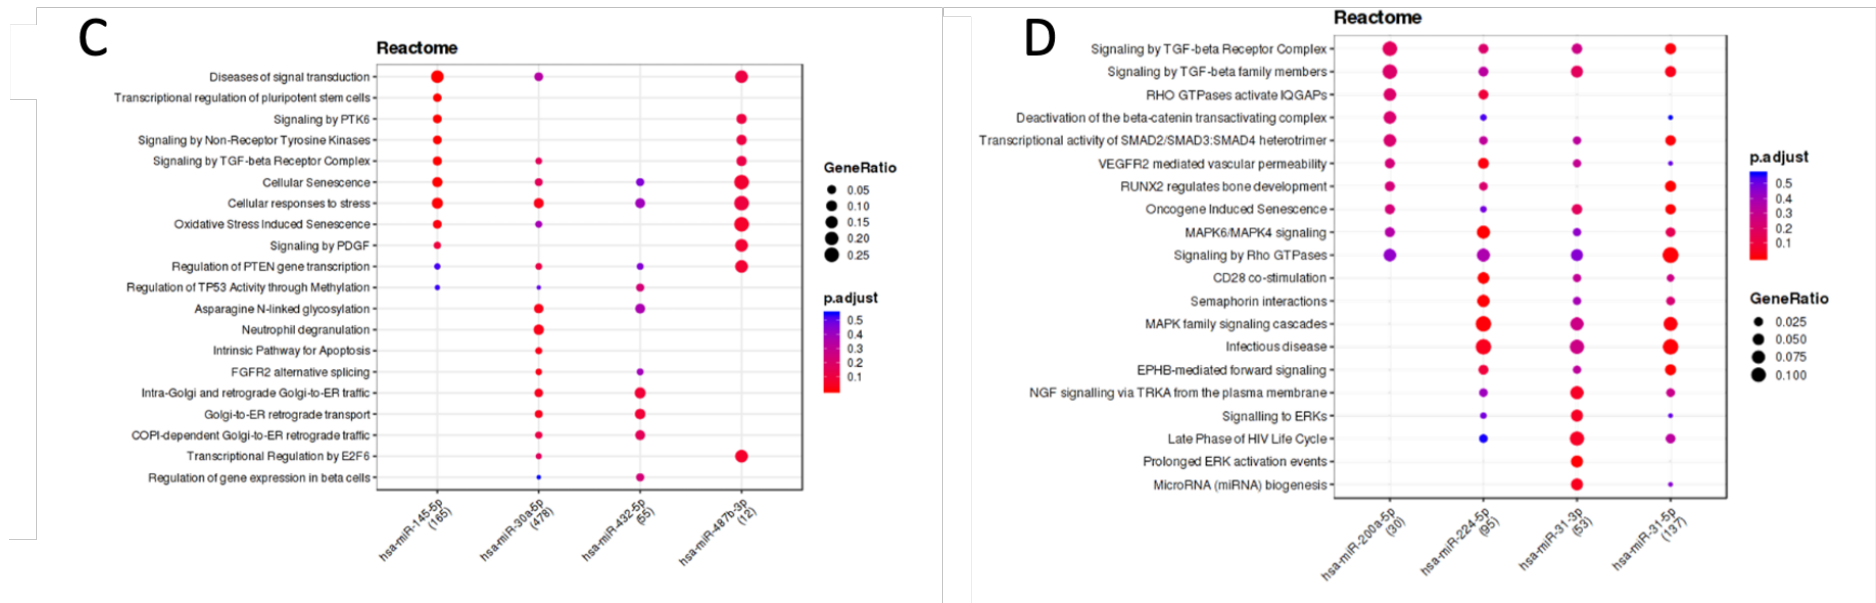 C
Reactome
Diseases of signal transduction
Transcriptional regulation of pluripotent stem cells
Signaling by PTK6
Signaling by Non-Receptor Tyrosine Kinases
Signaling by TGF-beta Receptor Complex
Cellular Senescence
Cellular responses to stress
Oxidative Stress Induced Senescence
Signaling by PDGF
Regulation of PTEN gene transcription
Regulation of TP53 Activity through Methylation
Asparagine N-linked glycosylation
Neutrophil degranulation
Intrinsic Pathway for Apoptosis
FGFR2 alternative splicing
Intra-Golgi and retrograde Golgi-to-ER traffic
Golgi-to-ER retrograde transport
COPI-dependent Golgi-to-ER retrograde traffic
Transcriptional Regulation by E2F6
Regulation of gene expression in beta cells
hsa-miR-145-5p
(165)
hsa-miR-30a-5p
(478)
hsa-miR-432-5p
(55)
hsa-miR-487b-3p
(12)
GeneRatio
0.05
0.10
0.15
0.20
0.25
p.adjust
0.5
0.4
0.3
0.2
0.1
D
Reactome
Signaling by TGF-beta Receptor Complex
Signaling by TGF-beta family members
RHO GTPases activate IQGAPs
Deactivation of the beta-catenin transactivating complex
Transcriptional activity of SMAD2/SMAD3:SMAD4 heterotrimer
VEGFR2 mediated vascular permeability
RUNX2 regulates bone development
Oncogene Induced Senescence
MAPK6/MAPK4 signaling
Signaling by Rho GTPases
CD28 co-stimulation
Semaphorin interactions
MAPK family signaling cascades
Infectious disease
EPHB-mediated forward signaling
NGF signalling via TRKA from the plasma membrane
Signalling to ERKs
Late Phase of HIV Life Cycle
Prolonged ERK activation events
MicroRNA (miRNA) biogenesis
hsa-miR-200a-5p
(30)
hsa-miR-224-5p
(95)
hsa-miR-31-3p
(53)
hsa-miR-31-5p
(137)
p.adjust
0.5
0.4
0.3
0.2
0.1
GeneRatio
0.025
0.050
0.075
0.100